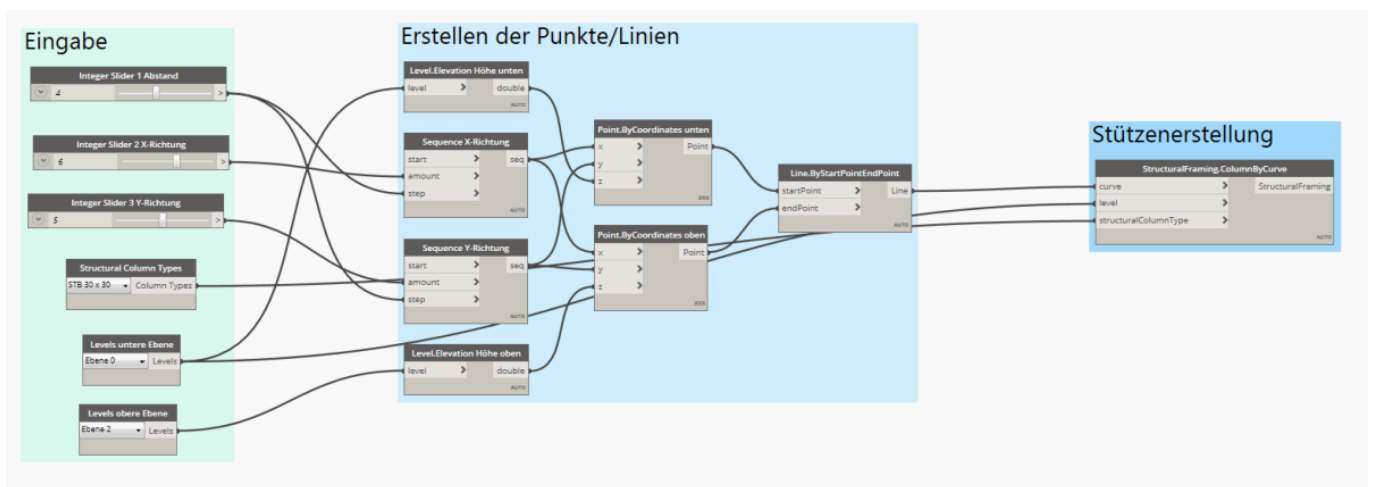 Eingabe
Integer Slider 1 Abstand
4
>
Integer Slider 2 X-Richtung
6
>
Integer Slider 3 Y-Richtung
5
>
Structural Column Types
STB 30 x 30 Column Types
Levels untere Ebene
Ebene 0 Levels
Levels obere Ebene
Ebene 2 Levels
Erstellen der Punkte/Linien
Level.Elevation Höhe unten
level > double
AUTO
Sequence X-Richtung
start > seq
amount >
step >
AUTO
Sequence Y-Richtung
start > seq
amount >
step >
AUTO
Level.Elevation Höhe oben
level > double
AUTO
Point.ByCoordinates unten
x > Point
y >
z >
XXX
Point.ByCoordinates oben
x > Point
y >
z >
XXX
Line.ByStartPointEndPoint
startPoint > Line
endPoint >
AUTO
Stützenerstellung
StructuralFraming.ColumnByCurve
curve > StructuralFraming
level >
structuralColumnType >
AUTO